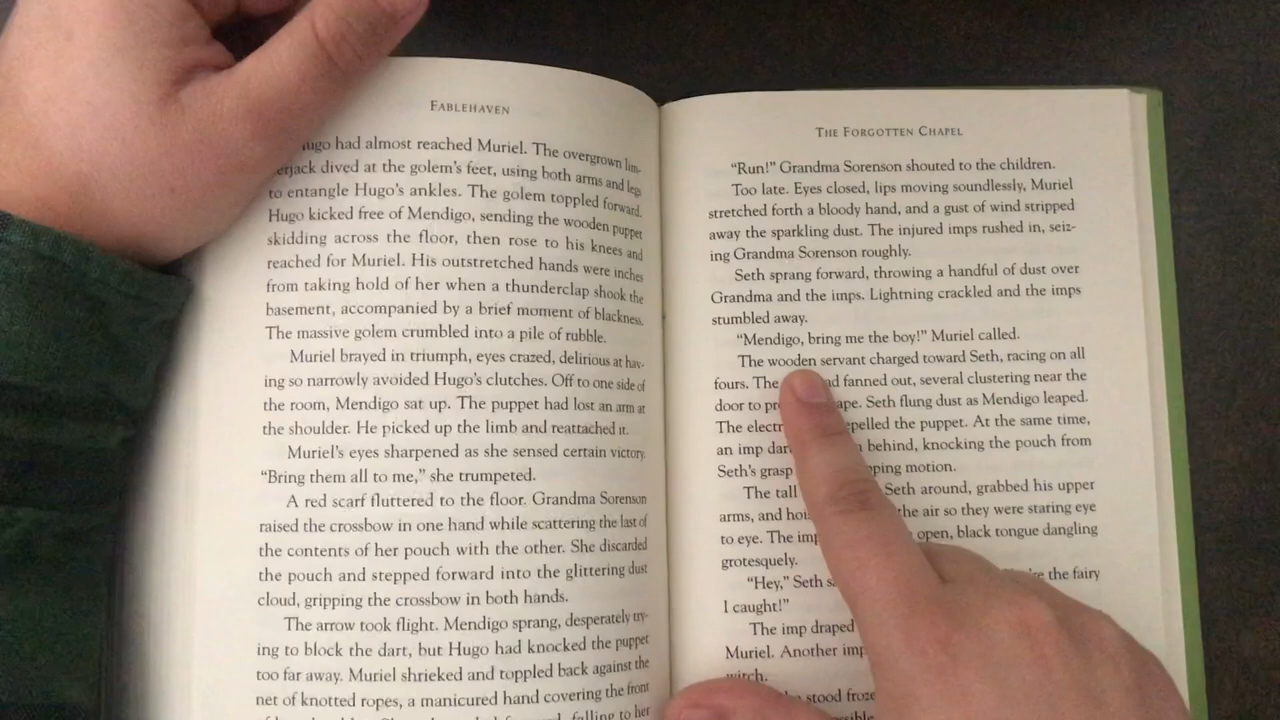 FABLEHAVEN
ugo had almost reached Muriel. The overgrown lim-
erjack dived at the golem's feet, using both arms and legs
to entangle Hugo's ankles. The golem toppled forward.
Hugo kicked free of Mendigo, sending the wooden puppet
skidding across the floor, then rose to his knees and
reached for Muriel. His outstretched hands were inches
from taking hold of her when a thunderclap shook the
basement, accompanied by a brief moment of blackness.
The massive golem crumbled into a pile of rubble.
Muriel brayed in triumph, eyes crazed, delirious at hav-
ing so narrowly avoided Hugo's clutches. Off to one side of
the room, Mendigo sat up. The puppet had lost an arm at
the shoulder. He picked up the limb and reattached it.
Muriel's eyes sharpened as she sensed certain victory.
"Bring them all to me," she trumpeted.
A red scarf fluttered to the floor. Grandma Sorenson
raised the crossbow in one hand while scattering the last of
the contents of her pouch with the other. She discarded
the pouch and stepped forward into the glittering dust
cloud, gripping the crossbow in both hands.
The arrow took flight. Mendigo sprang, desperately try-
ing to block the dart, but Hugo had knocked the puppet
too far away. Muriel shrieked and toppled back against the
net of knotted ropes, a manicured hand covering the front
falling to her
THE FORGOTTEN CHAPEL
"Run!" Grandma Sorenson shouted to the children.
Too late. Eyes closed, lips moving soundlessly, Muriel
stretched forth a bloody hand, and a gust of wind stripped
away the sparkling dust. The injured imps rushed in, seiz-
ing Grandma Sorenson roughly.
Seth sprang forward, throwing a handful of dust over
Grandma and the imps. Lightning crackled and the imps
stumbled away.
"Mendigo, bring me the boy!" Muriel called.
The wooden servant charged toward Seth, racing on all
fours. The ad fanned out, several clustering near the
door to pr ape. Seth flung dust as Mendigo leaped.
The electr epelled the puppet. At the same time,
an imp dar behind, knocking the pouch from
Seth's grasp pping motion.
The tall Seth around, grabbed his upper
arms, and hois the air so they were staring eye
to eye. The imp open, black tongue dangling
grotesquely.
"Hey," Seth s 're the fairy
I caught!"
The imp draped
Muriel. Another imp
witch.
stood froze